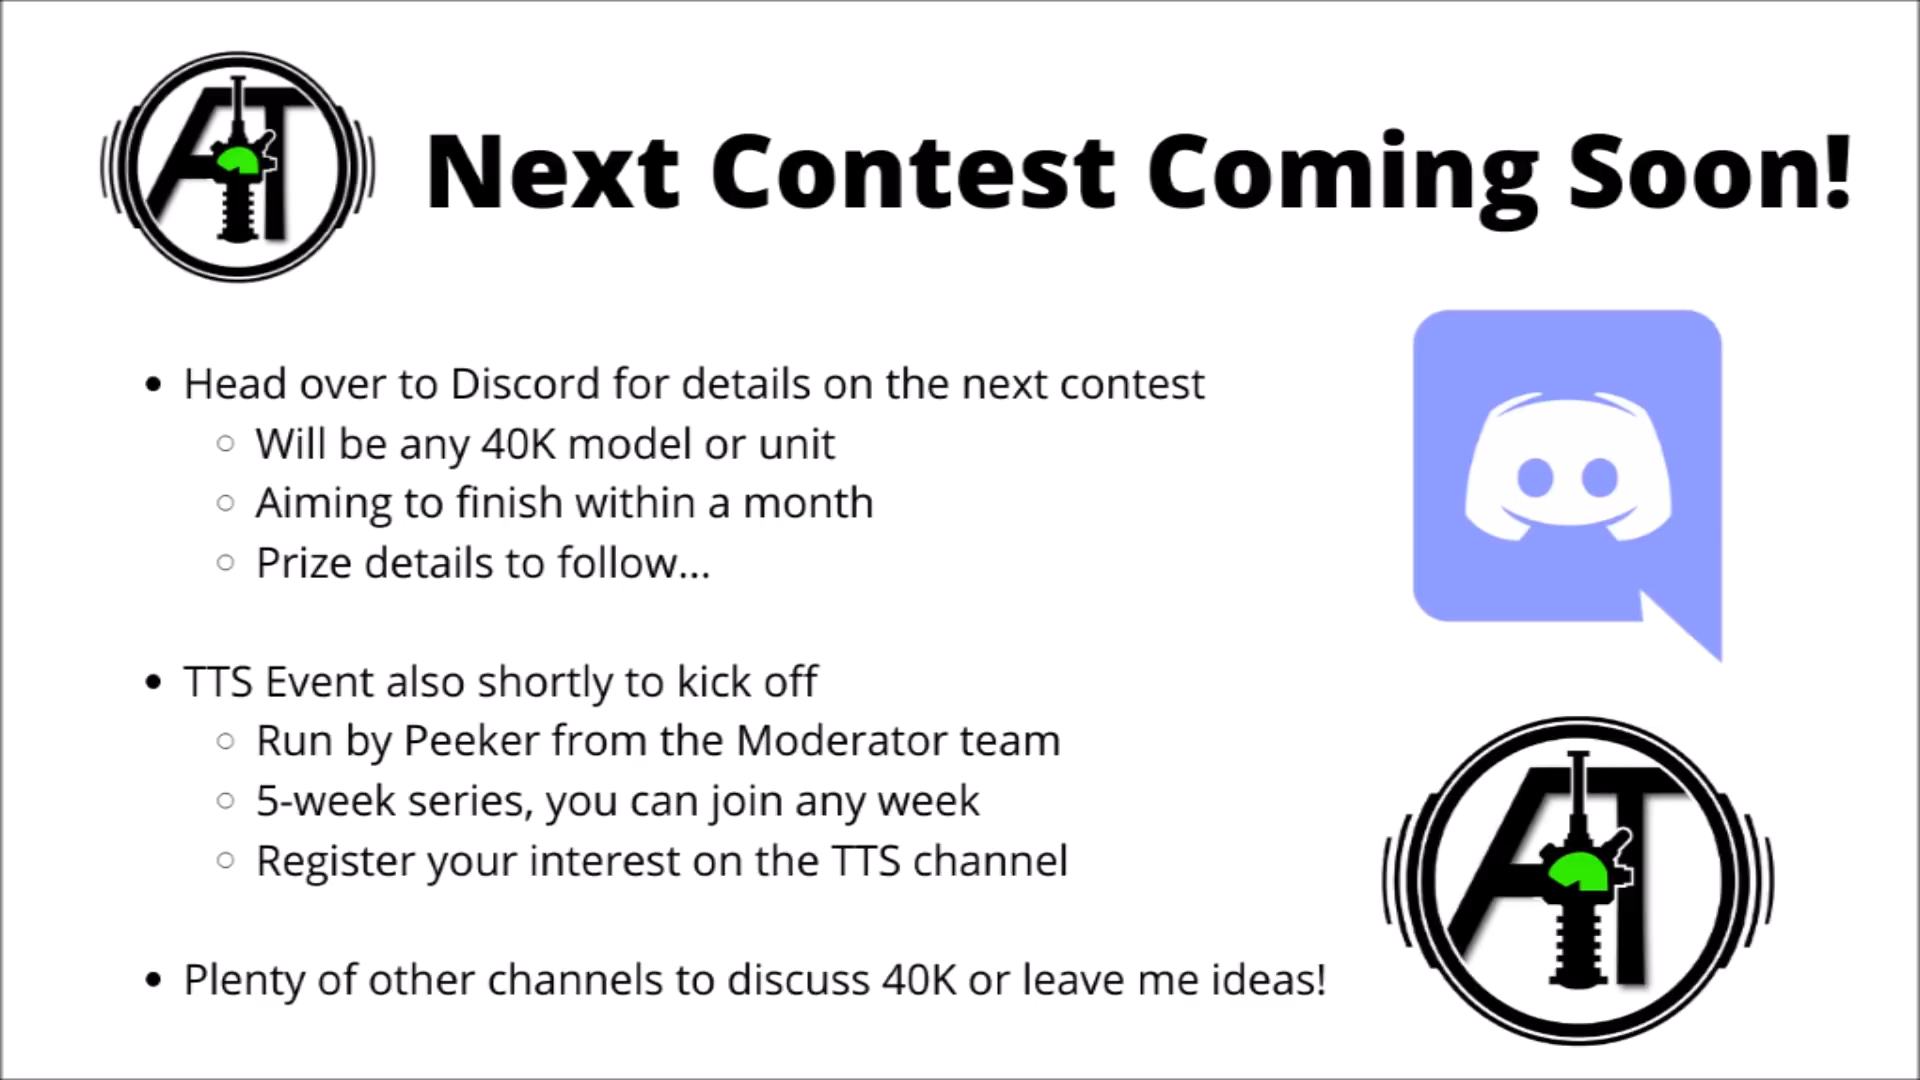 AT
Next Contest Coming Soon!
• Head over to Discord for details on the next contest
○ Will be any 40K model or unit
○ Aiming to finish within a month
○ Prize details to follow...
• TTS Event also shortly to kick off
○ Run by Peeker from the Moderator team
○ 5-week series, you can join any week
○ Register your interest on the TTS channel
• Plenty of other channels to discuss 40K or leave me ideas!
AT